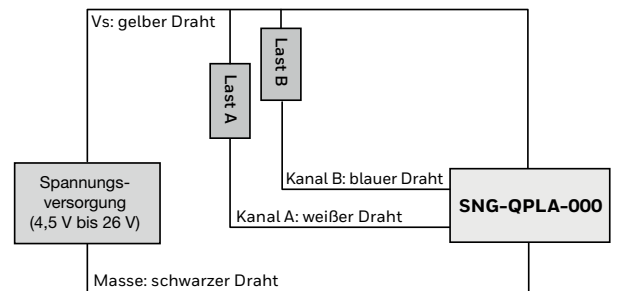 Vs: gelber Draht
Last B
Last A
Spannungs-
versorgung
(4,5 V bis 26 V)
Kanal B: blauer Draht
SNG-QPLA-000
Kanal A: weißer Draht
Masse: schwarzer Draht